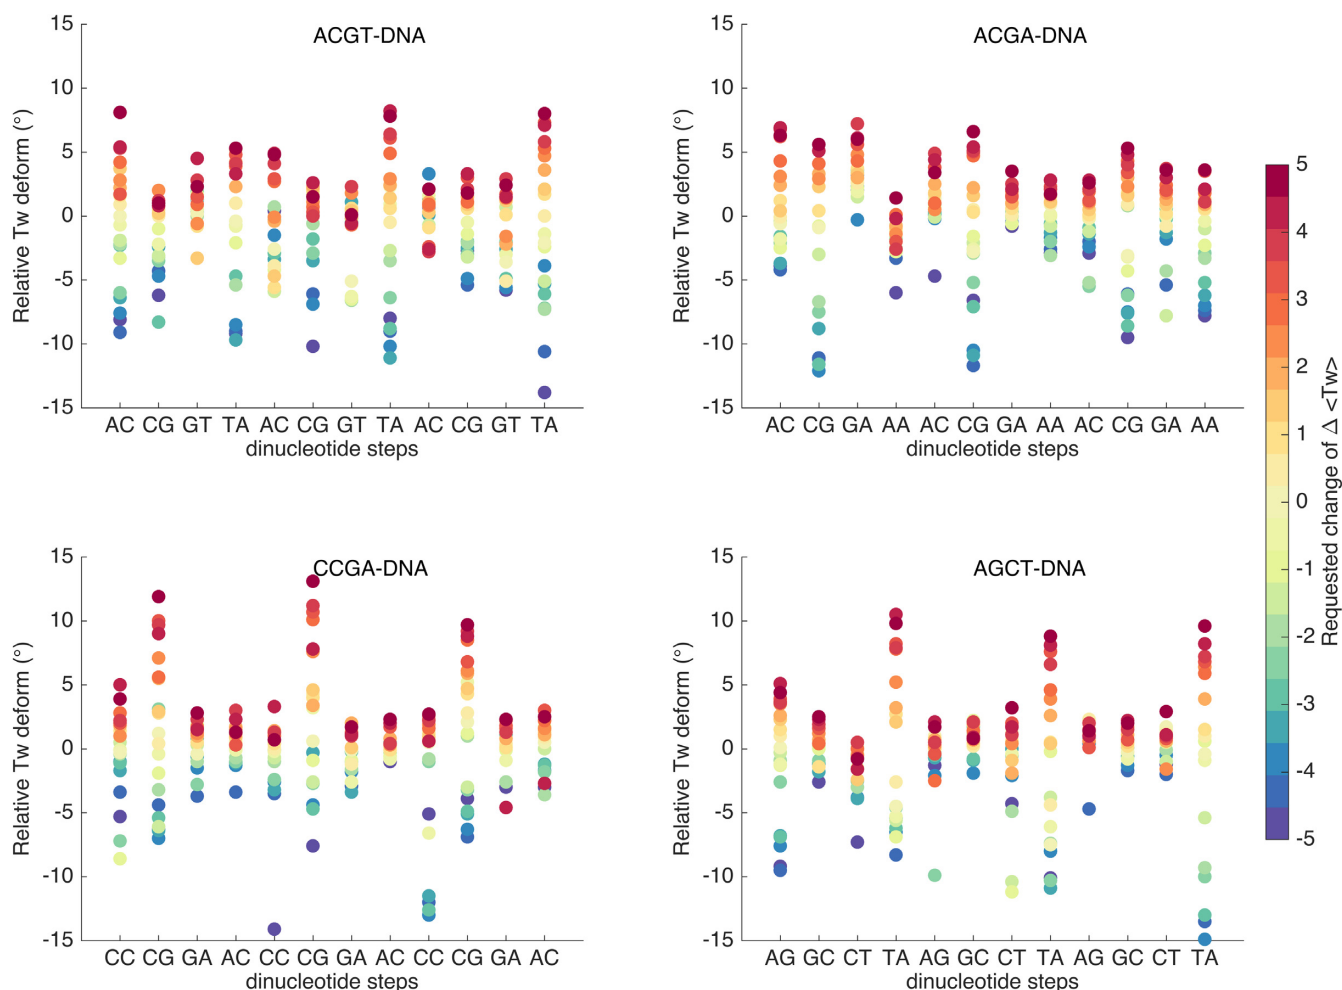 ACGT-DNA
Relative Tw deform (°)
15
10
5
0
-5
-10
-15
AC CG GT TA AC CG GT TA AC CG GT TA
dinucleotide steps
ACGA-DNA
Relative Tw deform (°)
15
10
5
0
-5
-10
-15
AC CG GA AA AC CG GA AA AC CG GA AA
dinucleotide steps
CCGA-DNA
Relative Tw deform (°)
15
10
5
0
-5
-10
-15
CC CG GA AC CC CG GA AC CC CG GA AC
dinucleotide steps
AGCT-DNA
Relative Tw deform (°)
15
10
5
0
-5
-10
-15
AG GC CT TA AG GC CT TA AG GC CT TA
dinucleotide steps
5
4
3
2
1
0
-1
-2
-3
-4
-5
Requested change of △ <Tw>